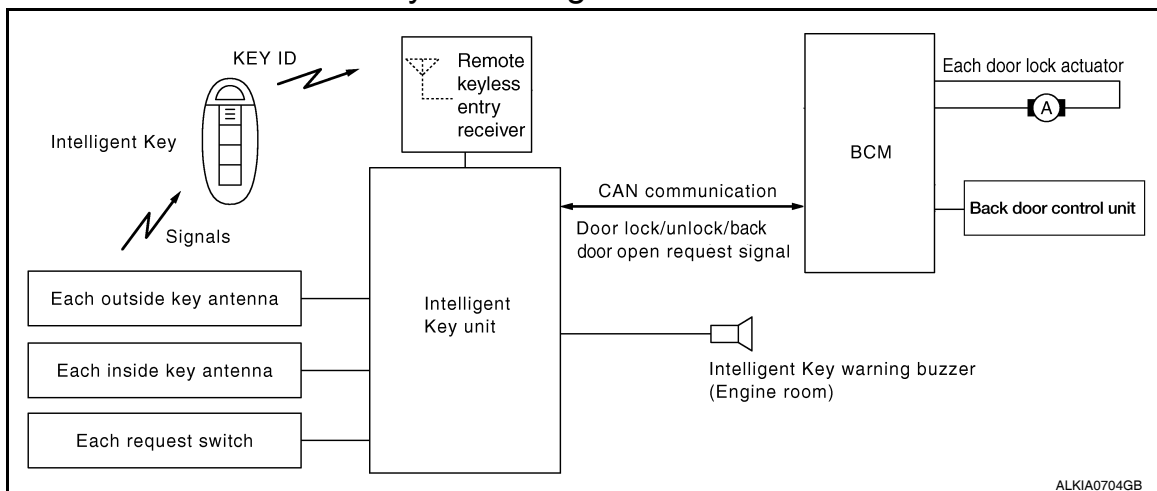 KEY ID
Remote
keyless
entry
receiver
Intelligent Key
Signals
Each outside key antenna
Each inside key antenna
Each request switch
Intelligent
Key unit
CAN communication
Door lock/unlock/back
door open request signal
BCM
Each door lock actuator
A
Back door control unit
Intelligent Key warning buzzer
(Engine room)
ALKIA0704GB